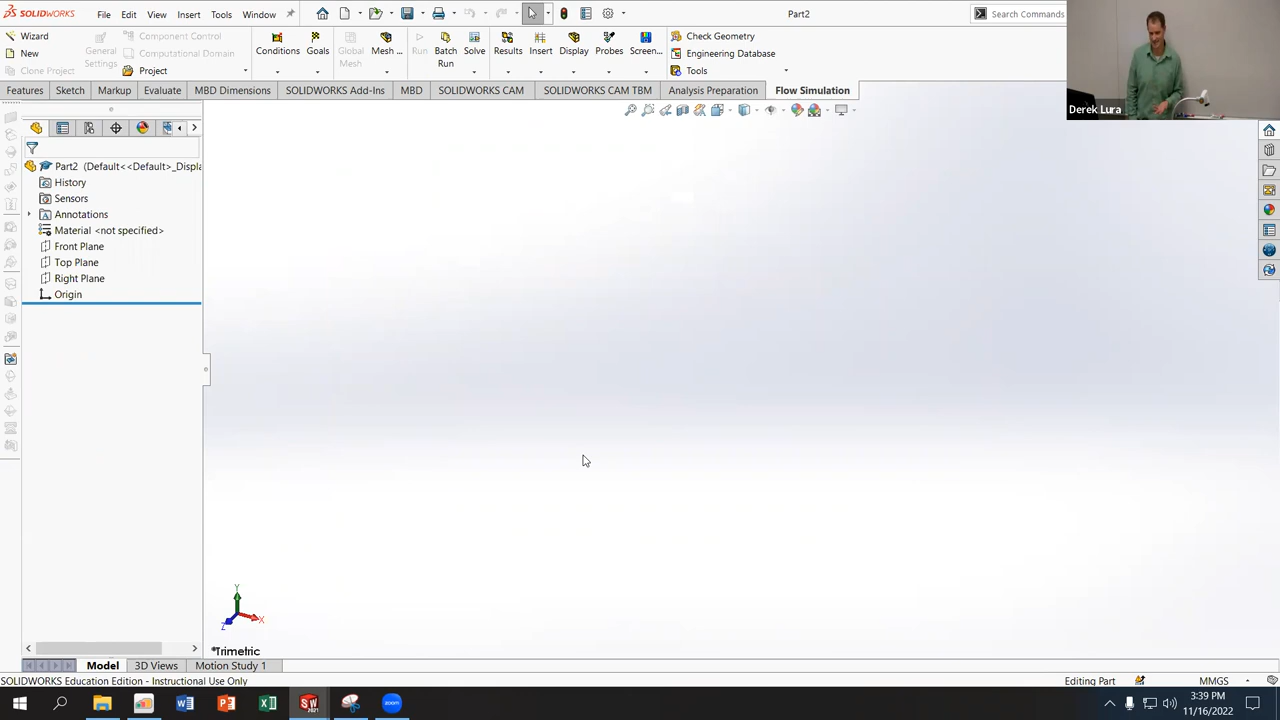 SOLIDWORKS File Edit View Insert Tools Window Part2 Search Commands
Wizard
New
Clone Project
General Settings
Component Control
Computational Domain
Project
Conditions
Goals
Global Mesh
Mesh ...
Run
Batch Run
Solve
Results
Insert
Display
Probes
Screen...
Check Geometry
Engineering Database
Tools
Features Sketch Markup Evaluate MBD Dimensions SOLIDWORKS Add-Ins MBD SOLIDWORKS CAM SOLIDWORKS CAM TBM Analysis Preparation Flow Simulation
Derek Lura
Part2 (Default<<Default>_Displa
History
Sensors
Annotations
Material <not specified>
Front Plane
Top Plane
Right Plane
Origin
Y
X
Z
*Trimetric
Model 3D Views Motion Study 1
SOLIDWORKS Education Edition - Instructional Use Only Editing Part MMGS
3:39 PM
11/16/2022